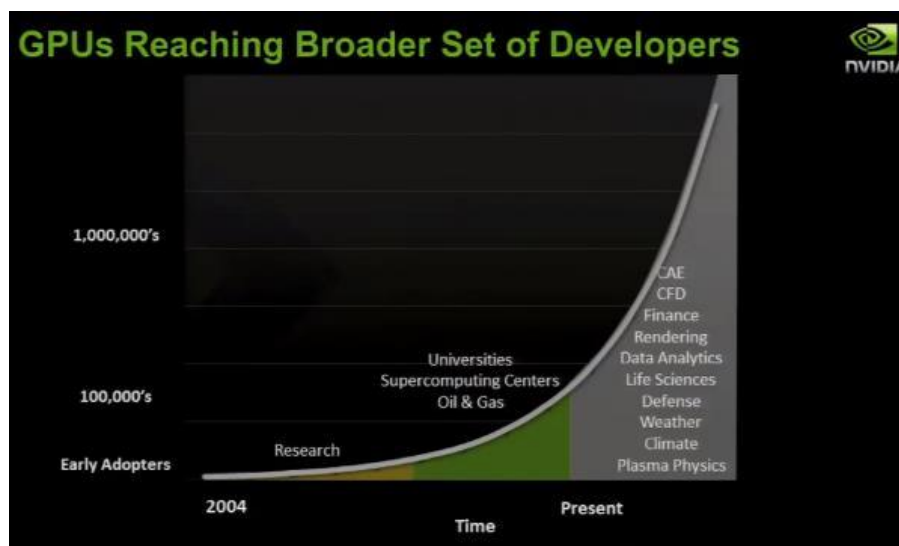 GPUs Reaching Broader Set of Developers
NVIDIA
1,000,000's
100,000's
Early Adopters
Research
Universities
Supercomputing Centers
Oil & Gas
CAE
CFD
Finance
Rendering
Data Analytics
Life Sciences
Defense
Weather
Climate
Plasma Physics
2004
Present
Time